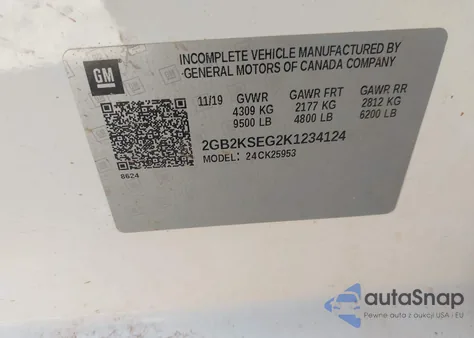 GM
INCOMPLETE VEHICLE MANUFACTURED BY
GENERAL MOTORS OF CANADA COMPANY
11/19 GVWR GAWR FRT GAWR RR
4309 KG 2177 KG 2812 KG
9500 LB 4800 LB 6200 LB
2GB2KSEG2K1234124
MODEL: 24CK25953
8624
autoSnap
Pewne auta z aukcji USA i EU